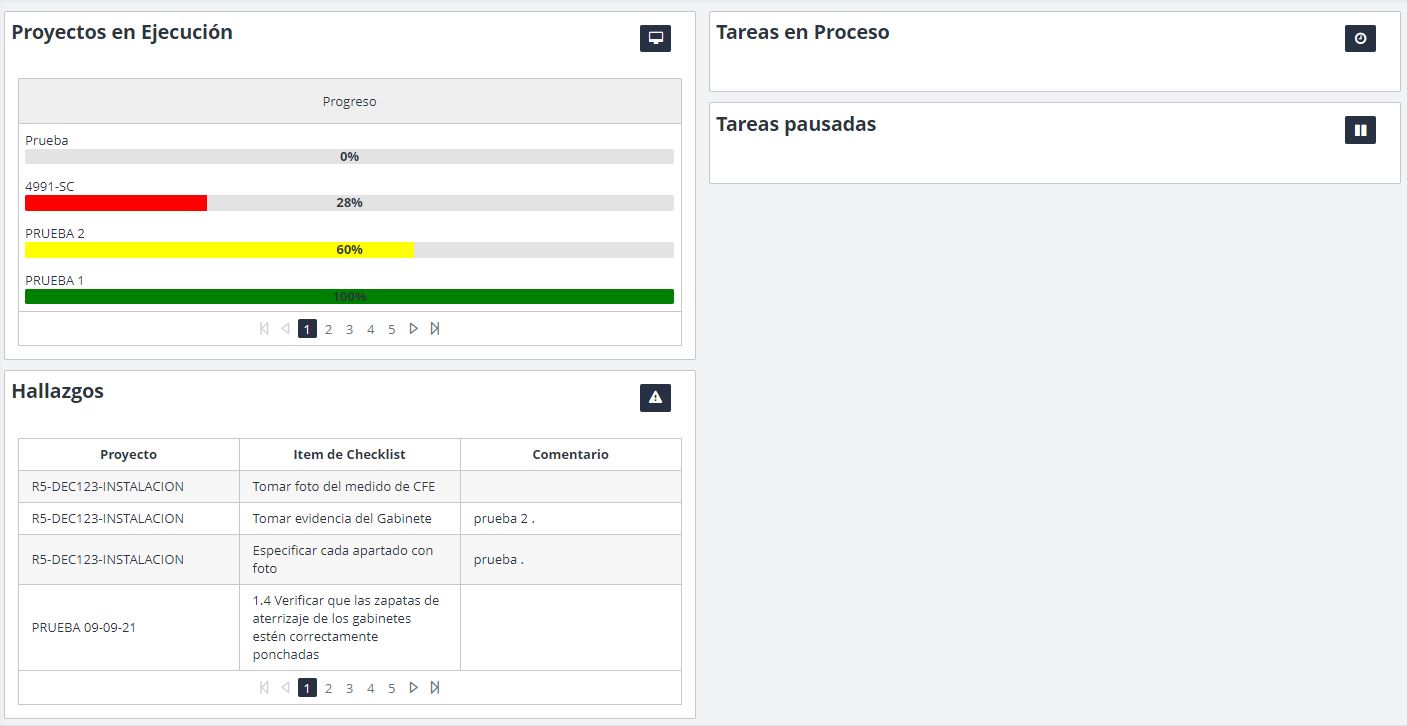 Proyectos en Ejecución
Progreso
Prueba
0%
4991-SC
28%
PRUEBA 2
60%
PRUEBA 1
100%
1 2 3 4 5
Hallazgos
Proyecto Item de Checklist Comentario
R5-DEC123-INSTALACION Tomar foto del medido de CFE
R5-DEC123-INSTALACION Tomar evidencia del Gabinete prueba 2 .
R5-DEC123-INSTALACION Especificar cada apartado con
foto prueba .
PRUEBA 09-09-21 1.4 Verificar que las zapatas de
aterrizaje de los gabinetes
estén correctamente
ponchadas
1 2 3 4 5
Tareas en Proceso
Tareas pausadas